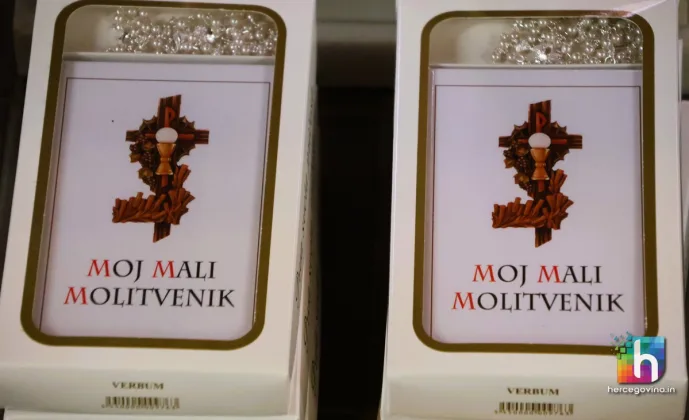 MOJ MALI
MOLITVENIK
VERBUM
MOJ MALI
MOLITVENIK
VERBUM
h
hercegovina.in